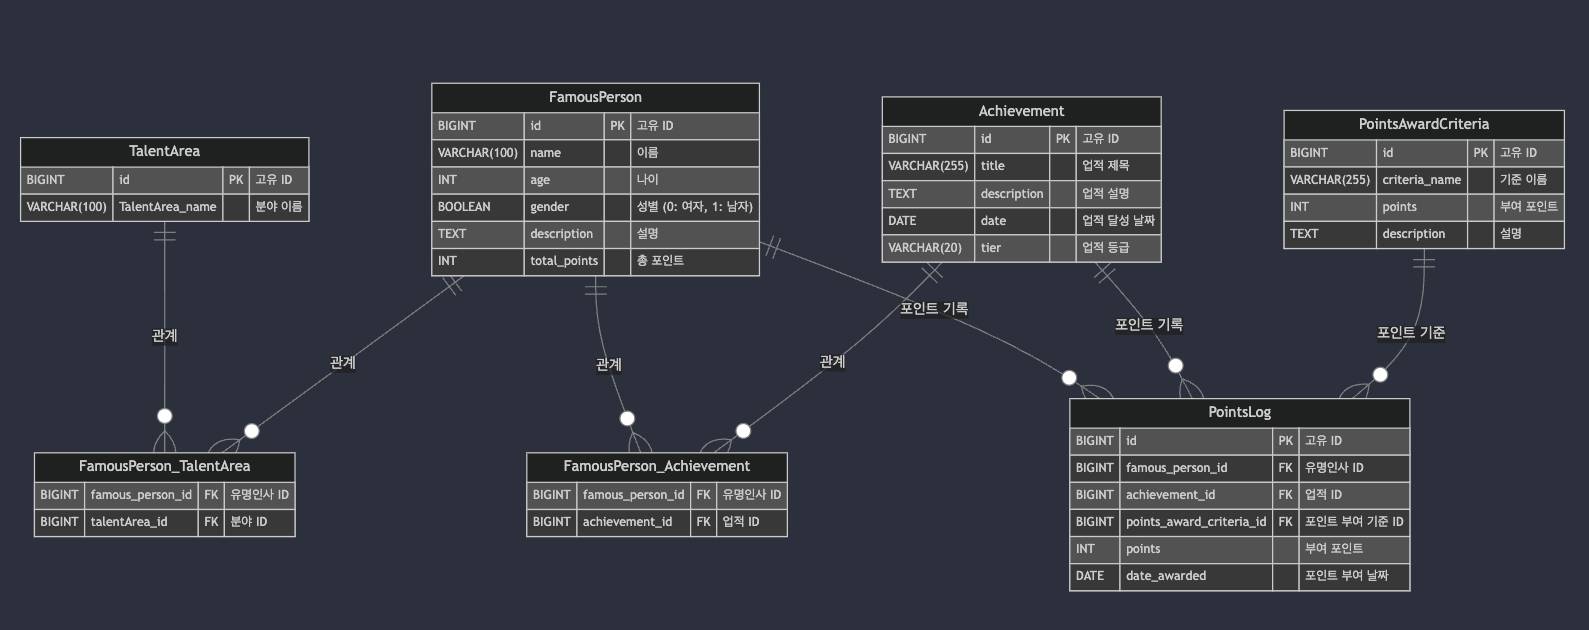 TalentArea
BIGINT id PK 고유 ID
VARCHAR(100) TalentArea_name 분야 이름
FamousPerson
BIGINT id PK 고유 ID
VARCHAR(100) name 이름
INT age 나이
BOOLEAN gender 성별 (0: 여자, 1: 남자)
TEXT description 설명
INT total_points 총 포인트
Achievement
BIGINT id PK 고유 ID
VARCHAR(255) title 업적 제목
TEXT description 업적 설명
DATE date 업적 달성 날짜
VARCHAR(20) tier 업적 등급
PointsAwardCriteria
BIGINT id PK 고유 ID
VARCHAR(255) criteria_name 기준 이름
INT points 부여 포인트
TEXT description 설명
관계
관계
관계
관계
포인트 기록
포인트 기록
포인트 기준
FamousPerson_TalentArea
BIGINT famous_person_id FK 유명인사 ID
BIGINT talentArea_id FK 분야 ID
FamousPerson_Achievement
BIGINT famous_person_id FK 유명인사 ID
BIGINT achievement_id FK 업적 ID
PointsLog
BIGINT id PK 고유 ID
BIGINT famous_person_id FK 유명인사 ID
BIGINT achievement_id FK 업적 ID
BIGINT points_award_criteria_id FK 포인트 부여 기준 ID
INT points 부여 포인트
DATE date_awarded 포인트 부여 날짜